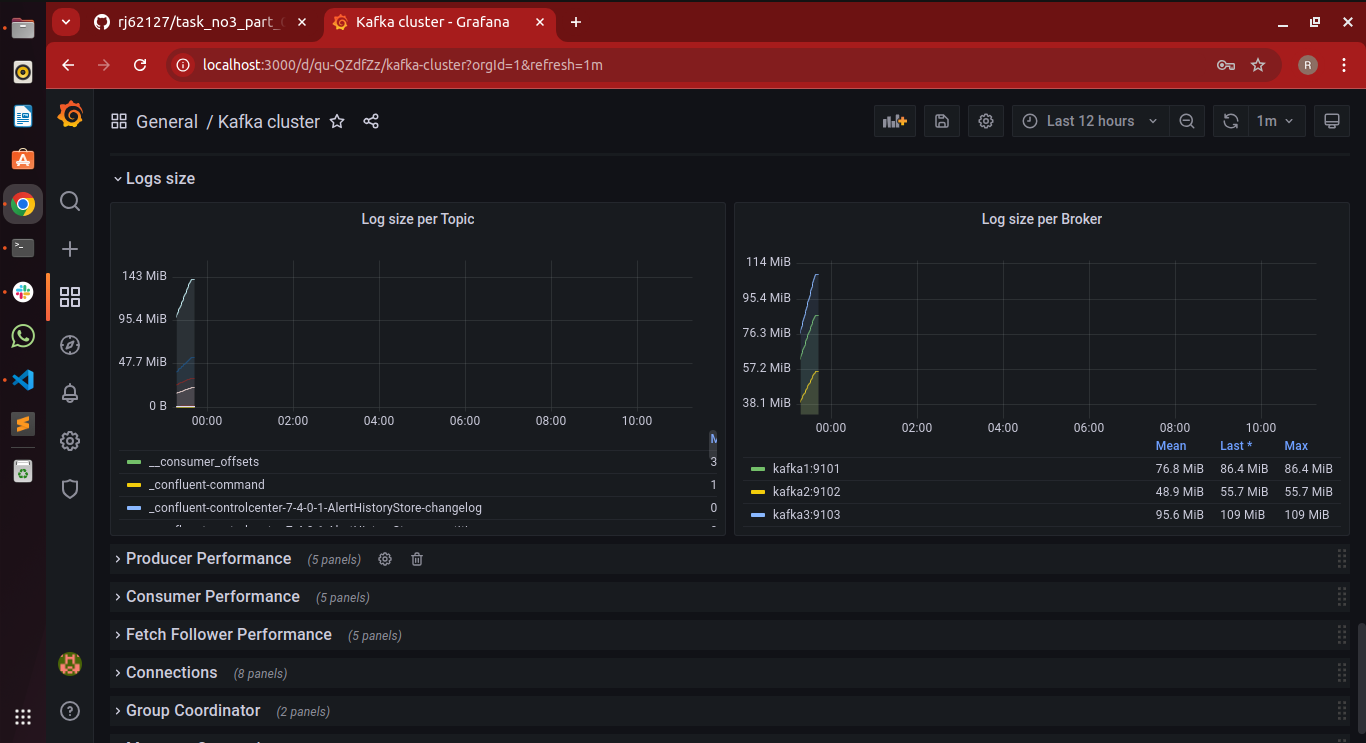 rj62127/task_no3_part_
Kafka cluster - Grafana
localhost:3000/d/qu-QZdfZz/kafka-cluster?orgId=1&refresh=1m
R
General / Kafka cluster
Last 12 hours
1m
Logs size
Log size per Topic
143 MiB
95.4 MiB
47.7 MiB
0 B
00:00 02:00 04:00 06:00 08:00 10:00
__consumer_offsets 3
_confluent-command 1
_confluent-controlcenter-7-4-0-1-AlertHistoryStore-changelog 0
Log size per Broker
114 MiB
95.4 MiB
76.3 MiB
57.2 MiB
38.1 MiB
00:00 02:00 04:00 06:00 08:00 10:00
Mean Last * Max
kafka1:9101 76.8 MiB 86.4 MiB 86.4 MiB
kafka2:9102 48.9 MiB 55.7 MiB 55.7 MiB
kafka3:9103 95.6 MiB 109 MiB 109 MiB
Producer Performance (5 panels)
Consumer Performance (5 panels)
Fetch Follower Performance (5 panels)
Connections (8 panels)
Group Coordinator (2 panels)